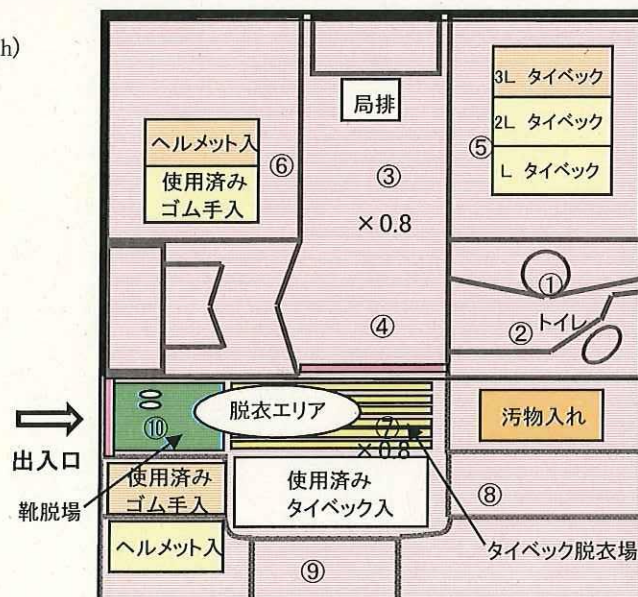 h)
局排
3L タイベック
2L タイベック
L タイベック
⑤
ヘルメット入
使用済み
ゴム手入
⑥
③
×0.8
④
①
②
トイレ
脱衣エリア
⑩
⑦
×0.8
汚物入れ
出入口
靴脱場
使用済み
ゴム手入
使用済み
タイベック入
⑧
ヘルメット入
タイベック脱衣場
⑨